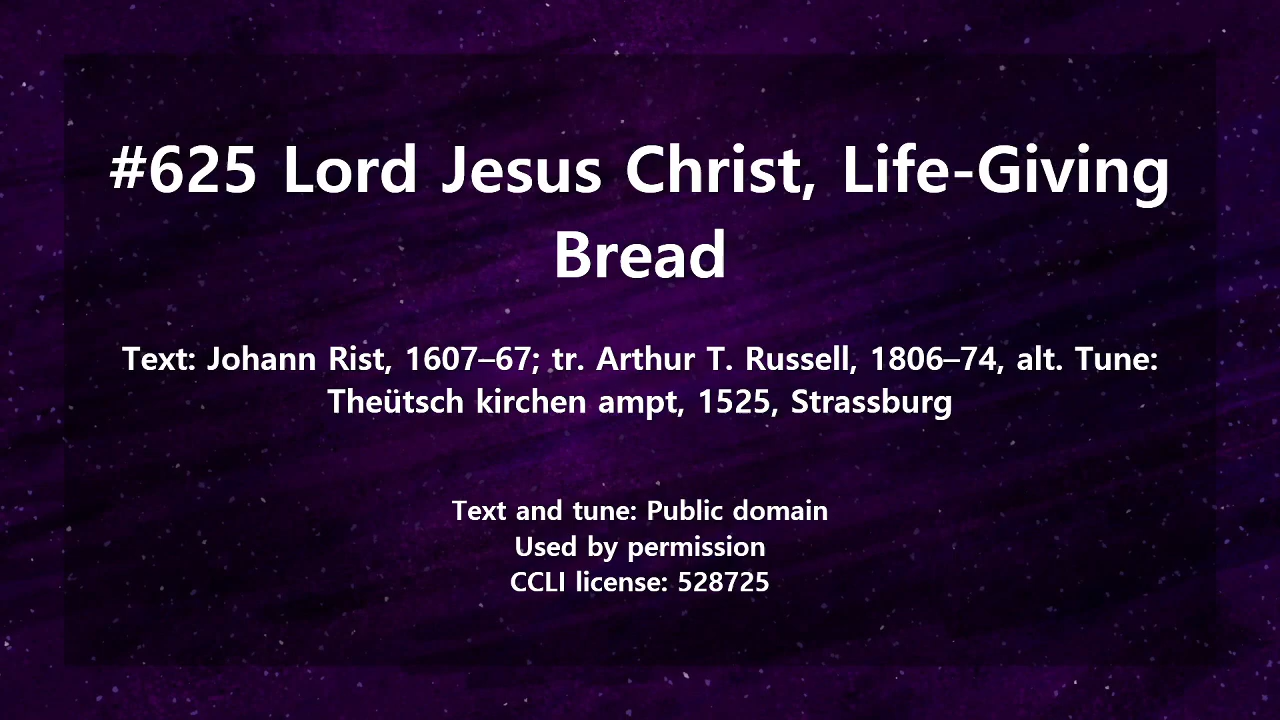 #625 Lord Jesus Christ, Life-Giving
Bread
Text: Johann Rist, 1607–67; tr. Arthur T. Russell, 1806–74, alt. Tune:
Theütsch kirchen ampt, 1525, Strassburg
Text and tune: Public domain
Used by permission
CCLI license: 528725